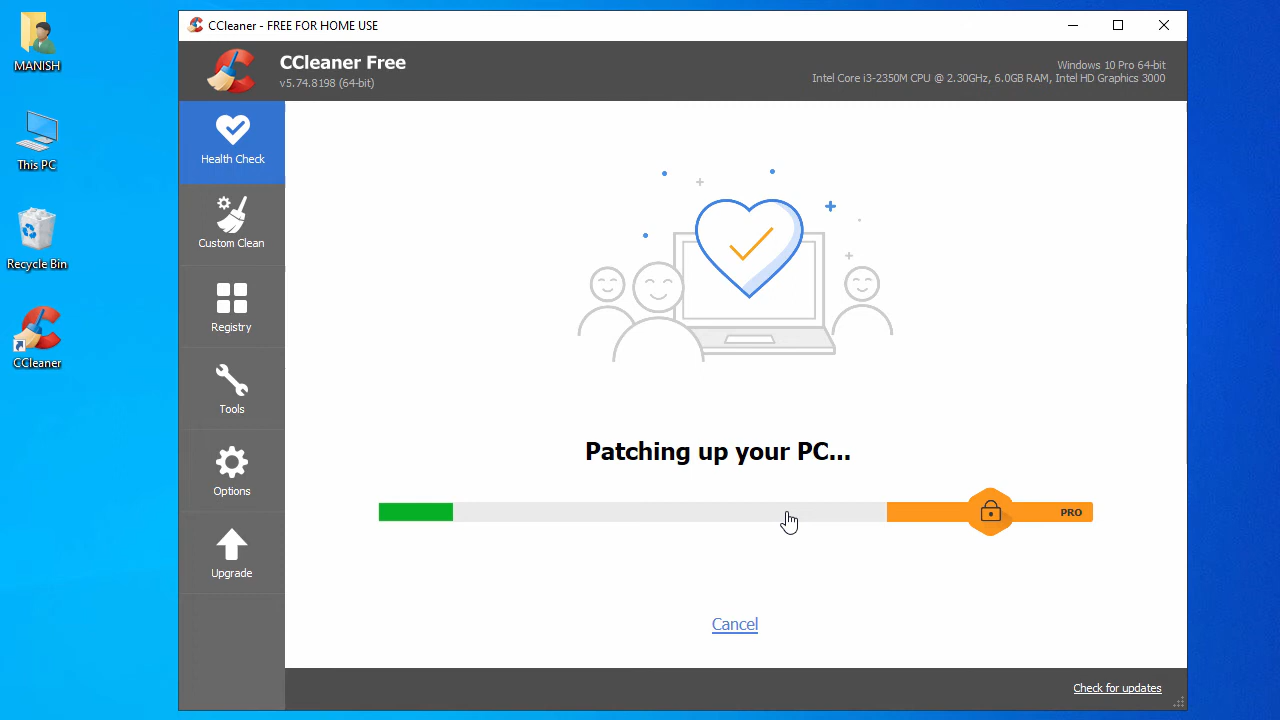 MANISH
This PC
Recycle Bin
CCleaner
CCleaner - FREE FOR HOME USE
CCleaner Free
v5.74.8198 (64-bit)
Windows 10 Pro 64-bit
Intel Core i3-2350M CPU @ 2.30GHz, 6.0GB RAM, Intel HD Graphics 3000
Health Check
Custom Clean
Registry
Tools
Options
Upgrade
Patching up your PC...
PRO
Cancel
Check for updates